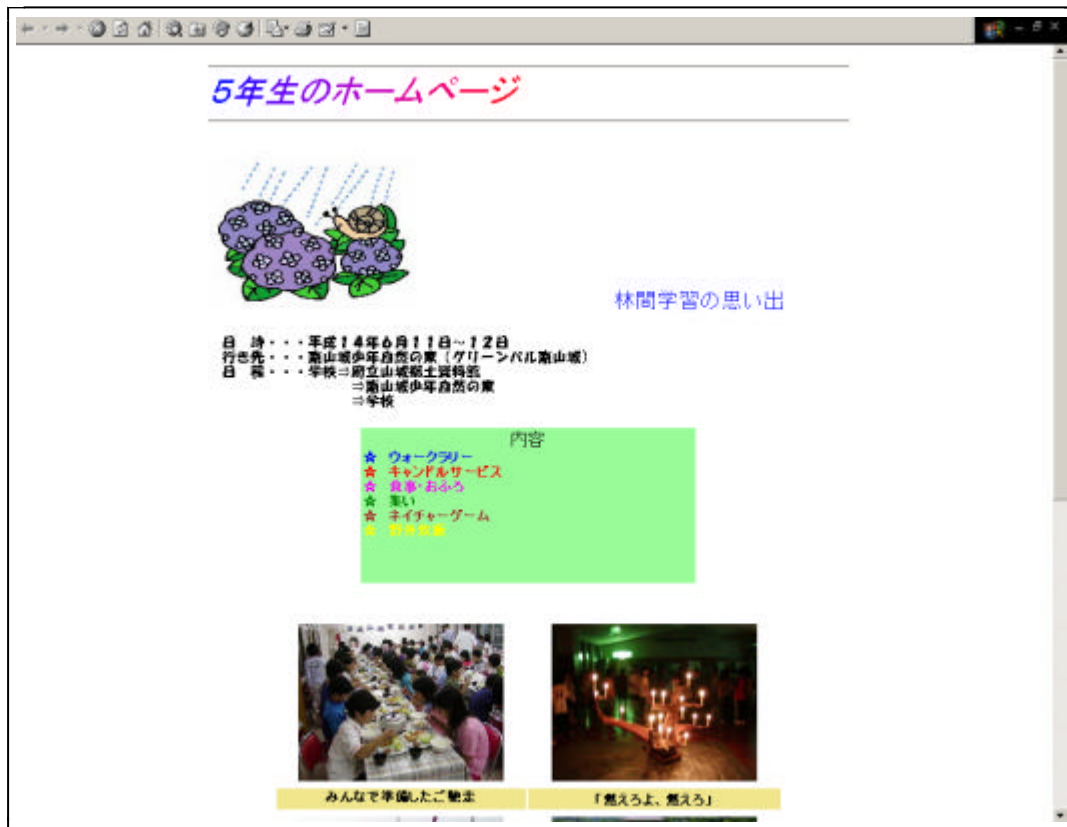 5年生のホームページ
林間学習の思い出
日 時・・・平成14年6月11日~12日
行き先・・・南山城少年自然の家(グリーンパル南山城)
日 程・・・学校⇒府立山城郷土資料館
⇒南山城少年自然の家
⇒学校
内容
☆ ウォークラリー
☆ キャンドルサービス
☆ 食事・おふろ
☆ 集い
☆ ネイチャーゲーム
☆ 野外炊飯
みんなで準備したご馳走
「燃えろよ、燃えろ」